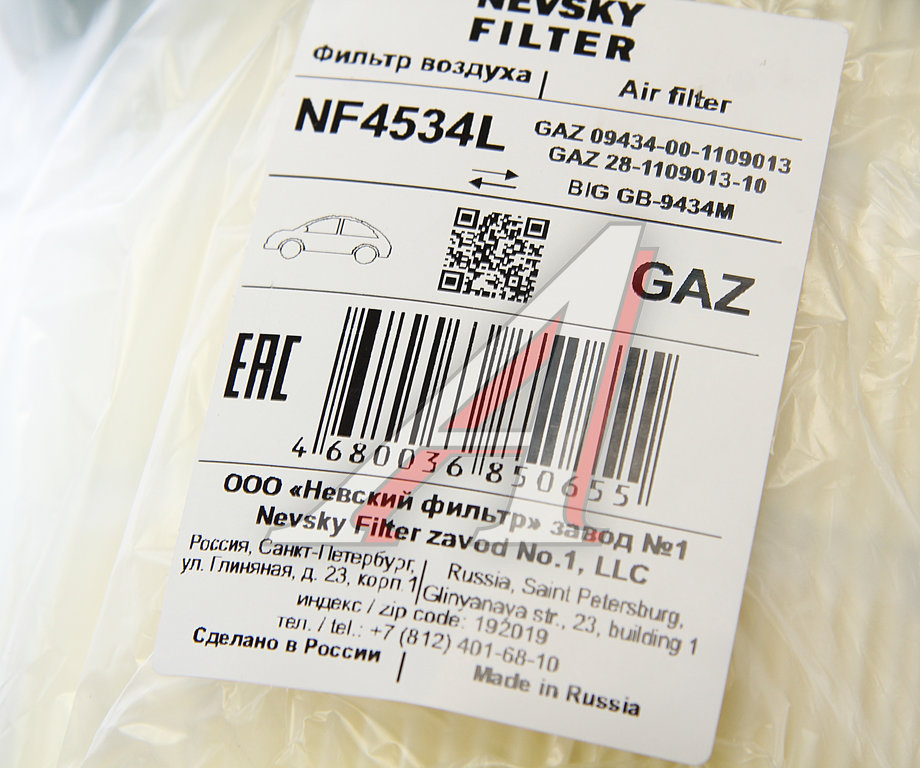 NEVSKY
FILTER
Фильтр воздуха | Air filter
NF4534L
GAZ 09434-00-1109013
GAZ 28-1109013-10
BIG GB-9434M
GAZ
EAC
4 680036 850655
ООО «Невский фильтр» завод №1
Nevsky Filter zavod No.1, LLC
Россия, Санкт-Петербург,
ул. Глиняная, д. 23, корп 1
Russia, Saint Petersburg,
Glinyanaya str., 23, building 1
индекс / zip code: 192019
тел. / tel.: +7 (812) 401-68-10
Сделано в России | Made in Russia